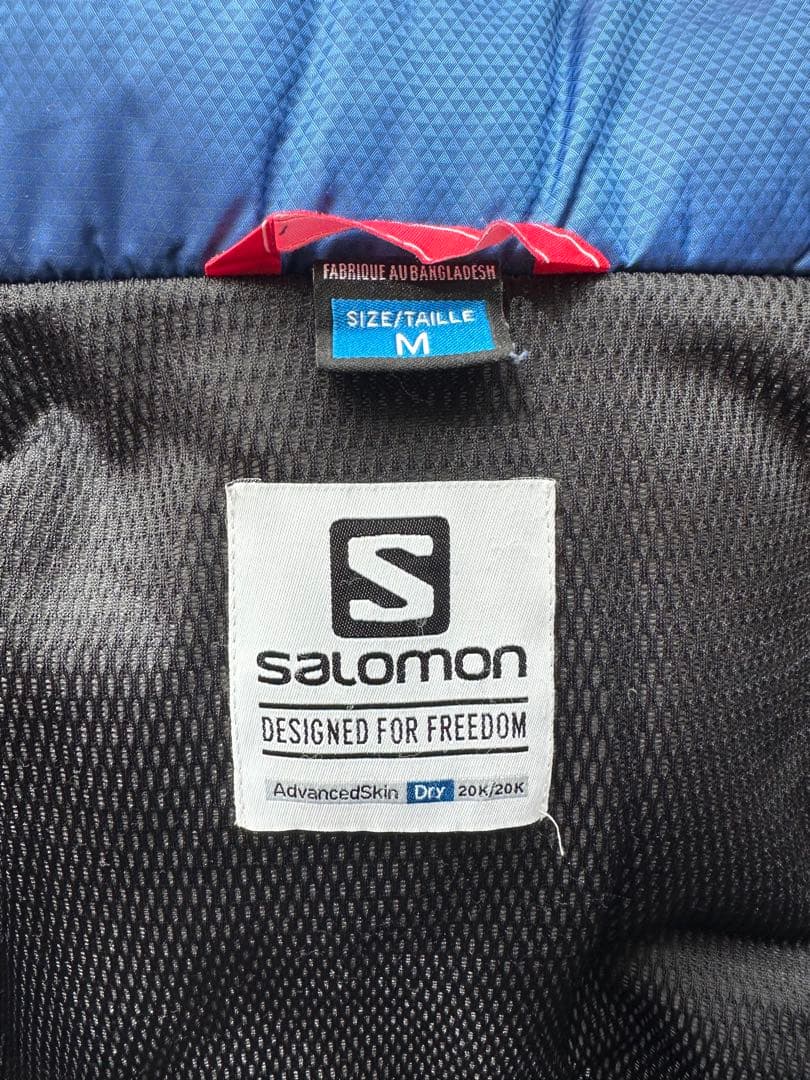 FABRIQUE AU BANGLADESH
SIZE/TAILLE
M
S
salomon
DESIGNED FOR FREEDOM
AdvancedSkin Dry 20K/20K